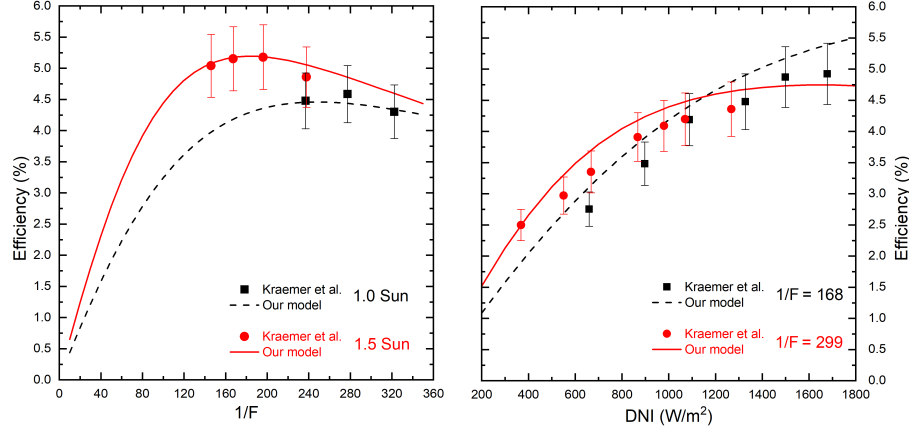 6.0
5.5
5.0
4.5
4.0
3.5
3.0
2.5
2.0
1.5
1.0
0.5
0.0
Efficiency (%)
0 40 80 120 160 200 240 280 320 360
1/F
Kraemer et al.
Our model
1.0 Sun
Kraemer et al.
Our model
1.5 Sun
6.0
5.5
5.0
4.5
4.0
3.5
3.0
2.5
2.0
1.5
1.0
0.5
0.0
Efficiency (%)
200 400 600 800 1000 1200 1400 1600 1800
DNI (W/m²)
Kraemer et al.
Our model
1/F = 168
Kraemer et al.
Our model
1/F = 299